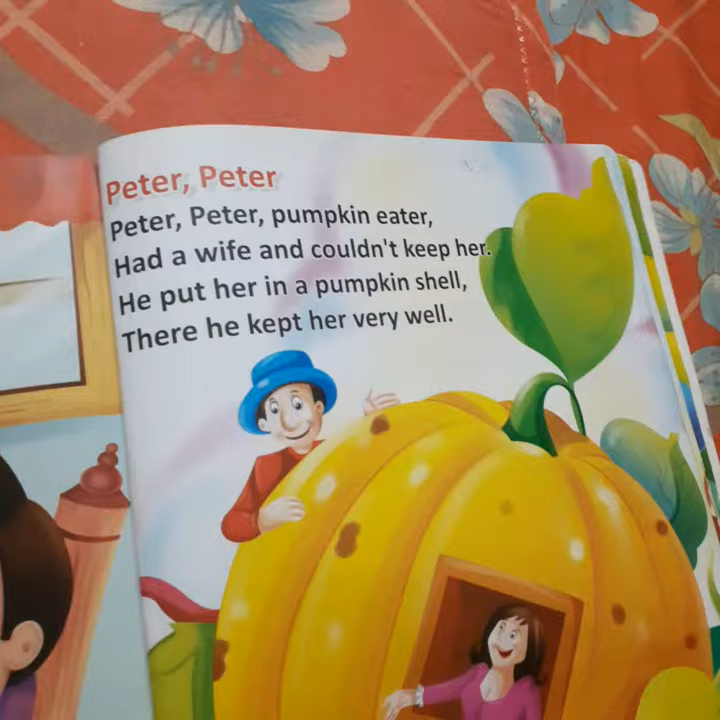 Peter, Peter
Peter, Peter, pumpkin eater,
Had a wife and couldn't keep her.
He put her in a pumpkin shell,
There he kept her very well.